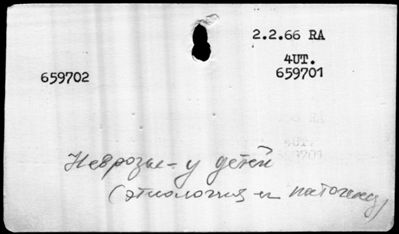 2.2.66 RA
4UT.
659702
659701
Неврозы - у детей
(этиология и патогенез)